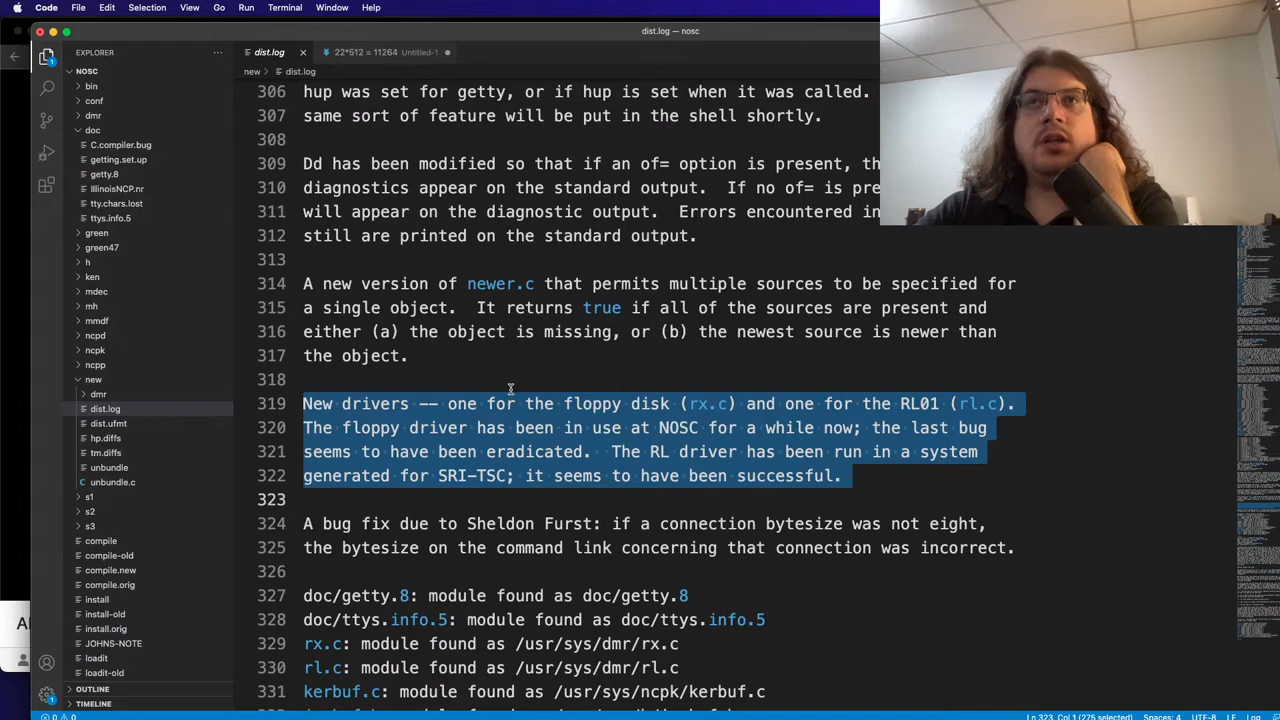 Code File Edit Selection View Go Run Terminal Window Help
dist.log — nosc
EXPLORER
NOSC
bin
conf
dmr
doc
C.compiler.bug
getting.set.up
getty.8
IllinoisNCP.nr
tty.chars.lost
ttys.info.5
green
green47
h
ken
mdec
mh
mmdf
ncpd
ncpk
ncpp
new
dmr
dist.log
dist.ufmt
hp.diffs
tm.diffs
unbundle
unbundle.c
s1
s2
s3
compile
compile-old
compile.new
compile.orig
install
install-old
install.orig
JOHNS-NOTE
loadit
loadit-old
OUTLINE
TIMELINE
dist.log 22*512 = 11264 Untitled-1
new > dist.log
306 hup was set for getty, or if hup is set when it was called.
307 same sort of feature will be put in the shell shortly.
308
309 Dd has been modified so that if an of= option is present, th
310 diagnostics appear on the standard output. If no of= is pre
311 will appear on the diagnostic output. Errors encountered in
312 still are printed on the standard output.
313
314 A new version of newer.c that permits multiple sources to be specified for
315 a single object. It returns true if all of the sources are present and
316 either (a) the object is missing, or (b) the newest source is newer than
317 the object.
318
319 New drivers -- one for the floppy disk (rx.c) and one for the RL01 (rl.c).
320 The floppy driver has been in use at NOSC for a while now; the last bug
321 seems to have been eradicated. The RL driver has been run in a system
322 generated for SRI-TSC; it seems to have been successful.
323
324 A bug fix due to Sheldon Furst: if a connection bytesize was not eight,
325 the bytesize on the command link concerning that connection was incorrect.
326
327 doc/getty.8: module found as doc/getty.8
328 doc/ttys.info.5: module found as doc/ttys.info.5
329 rx.c: module found as /usr/sys/dmr/rx.c
330 rl.c: module found as /usr/sys/dmr/rl.c
331 kerbuf.c: module found as /usr/sys/ncpk/kerbuf.c
0 0 Ln 323, Col 1 (275 selected) Spaces: 4 UTF-8 LF Log